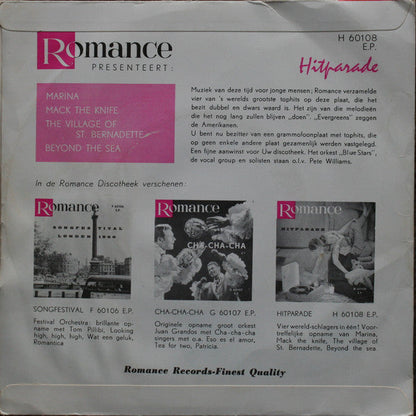 Romance
PRESENTEERT:
H 60108
E.P.
Hitparade
MARINA
MACK THE KNIFE
THE VILLAGE OF
ST. BERNADETTE
BEYOND THE SEA
Muziek van deze tijd voor jonge mensen; Romance verzamelde
vier van 's werelds grootste tophits op deze plaat, die het
bezit dubbel en dwars waard is. Het zijn van die melodieën
die het nog lang zullen blijven „doen”. „Evergreens” zeggen
de Amerikanen.
U bent nu bezitter van een grammofoonplaat met tophits, die
op geen enkele andere plaat gezamenlijk werden vastgelegd.
Een fijne aanwinst voor Uw discotheek. Het orkest „Blue Stars”,
de vocal group en solisten staan o.l.v. Pete Williams.
In de Romance Discotheek verschenen:
Romance
SONGFESTIVAL
LONDON 1960
Romance
CHA-CHA-CHA
Romance
HITPARADE
SONGFESTIVAL F 60106 E.P.
Festival Orchestra: brillante op-
name met Tom Pillibi, Looking
high, high, high, Wat een geluk,
Romantica
CHA-CHA-CHA G 60107 E.P.
Originele opname groot orkest
Juan Grandos met Cha-cha-cha
singers met o.a. Eso es el amor,
Tea for two, Patricia.
HITPARADE H 60108 E.P.
Vier wereld-schlagers in één! Voor-
treffelijke opname van Marina,
Mack the knife, The village of
St. Bernadette, Beyond the sea
Romance Records-Finest Quality